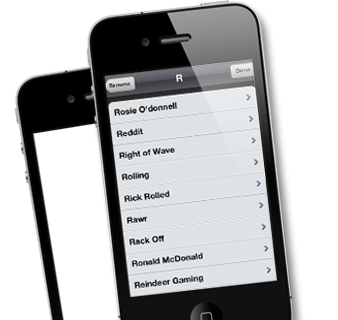 Browse R Done
Rosie O'donnell
Reddit
Right of Wave
Rolling
Rick Rolled
Rawr
Rack Off
Ronald McDonald
Reindeer Gaming